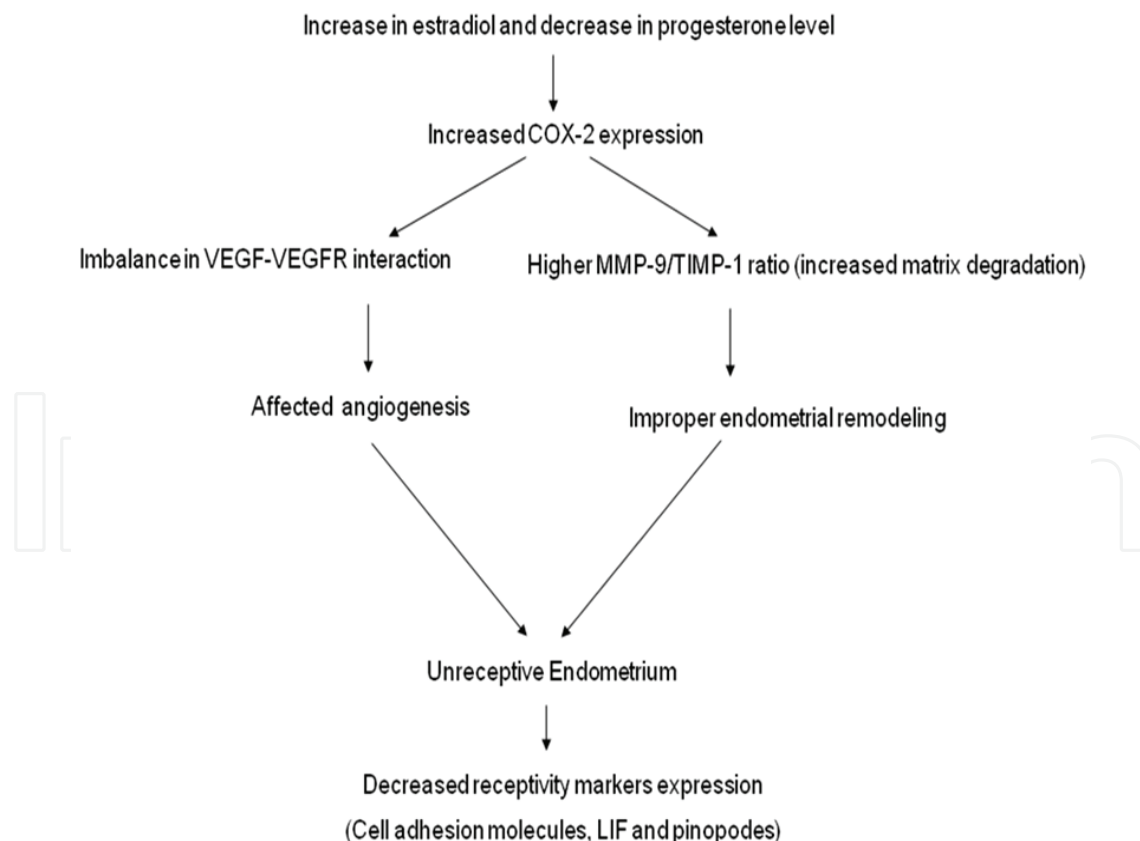 Increase in estradiol and decrease in progesterone level
Increased COX-2 expression
Imbalance in VEGF-VEGFR interaction
Higher MMP-9/TIMP-1 ratio (increased matrix degradation)
Affected angiogenesis
Improper endometrial remodeling
Unreceptive Endometrium
Decreased receptivity markers expression
(Cell adhesion molecules, LIF and pinopodes)